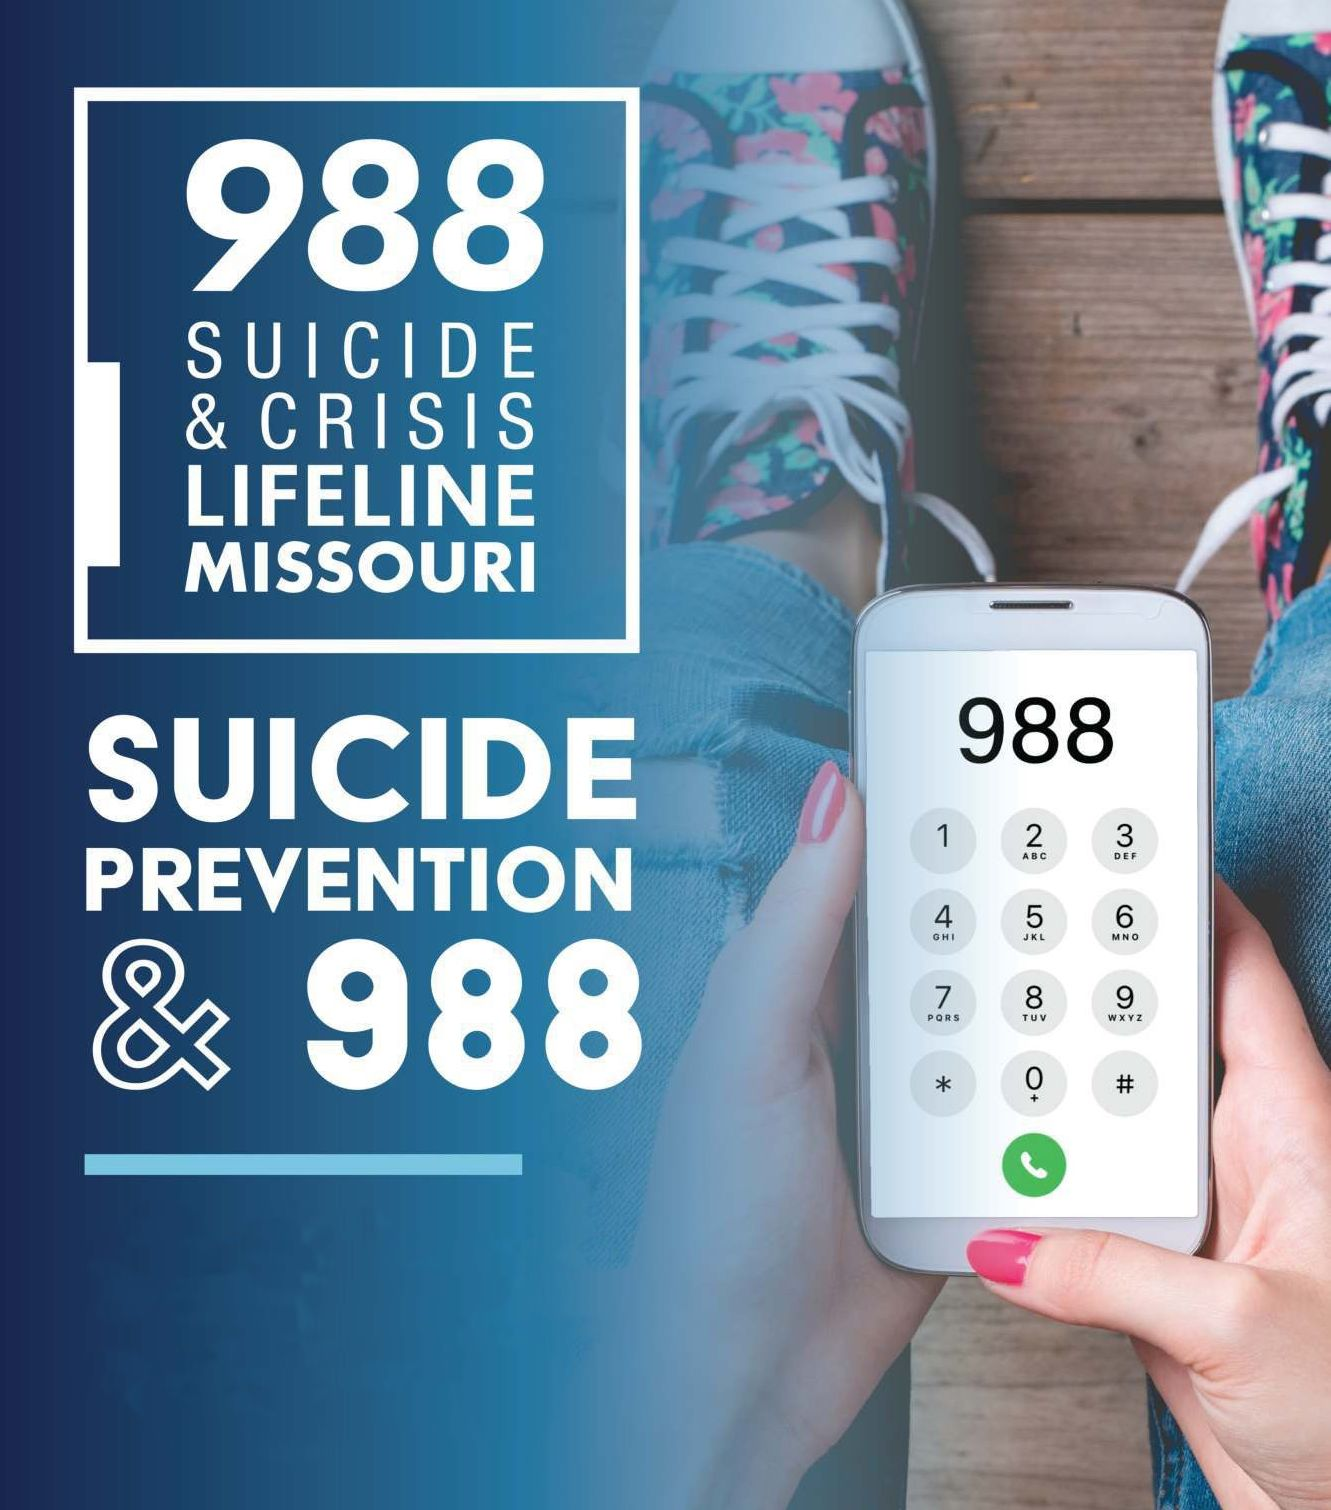 988
SUICIDE
& CRISIS
LIFELINE
MISSOURI
SUICIDE
PREVENTION
& 988
988
1 2 3
ABC DEF
4 5 6
GHI JKL MNO
7 8 9
PQRS TUV WXYZ
* 0 #
+